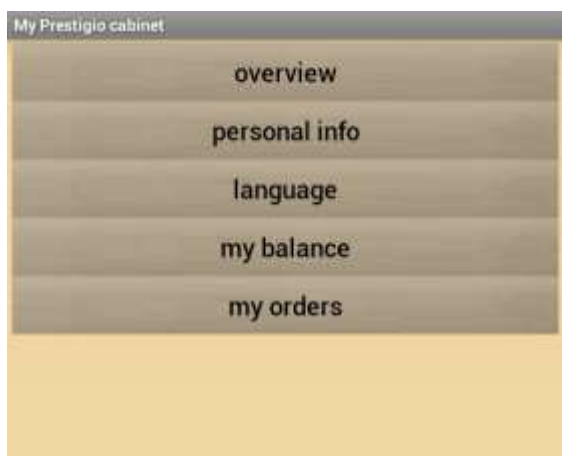 My Prestigio cabinet
overview
personal info
language
my balance
my orders